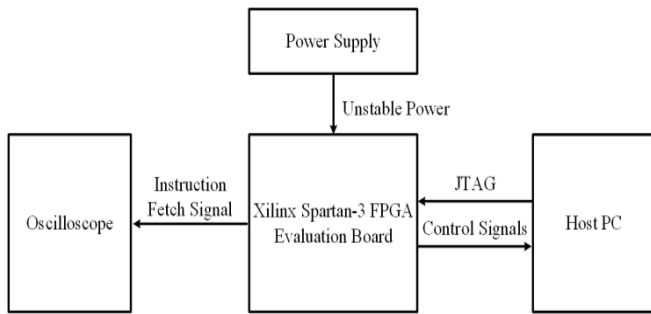 Power Supply
Unstable Power
Instruction
Fetch Signal
Oscilloscope
Xilinx Spartan-3 FPGA
Evaluation Board
JTAG
Control Signals
Host PC